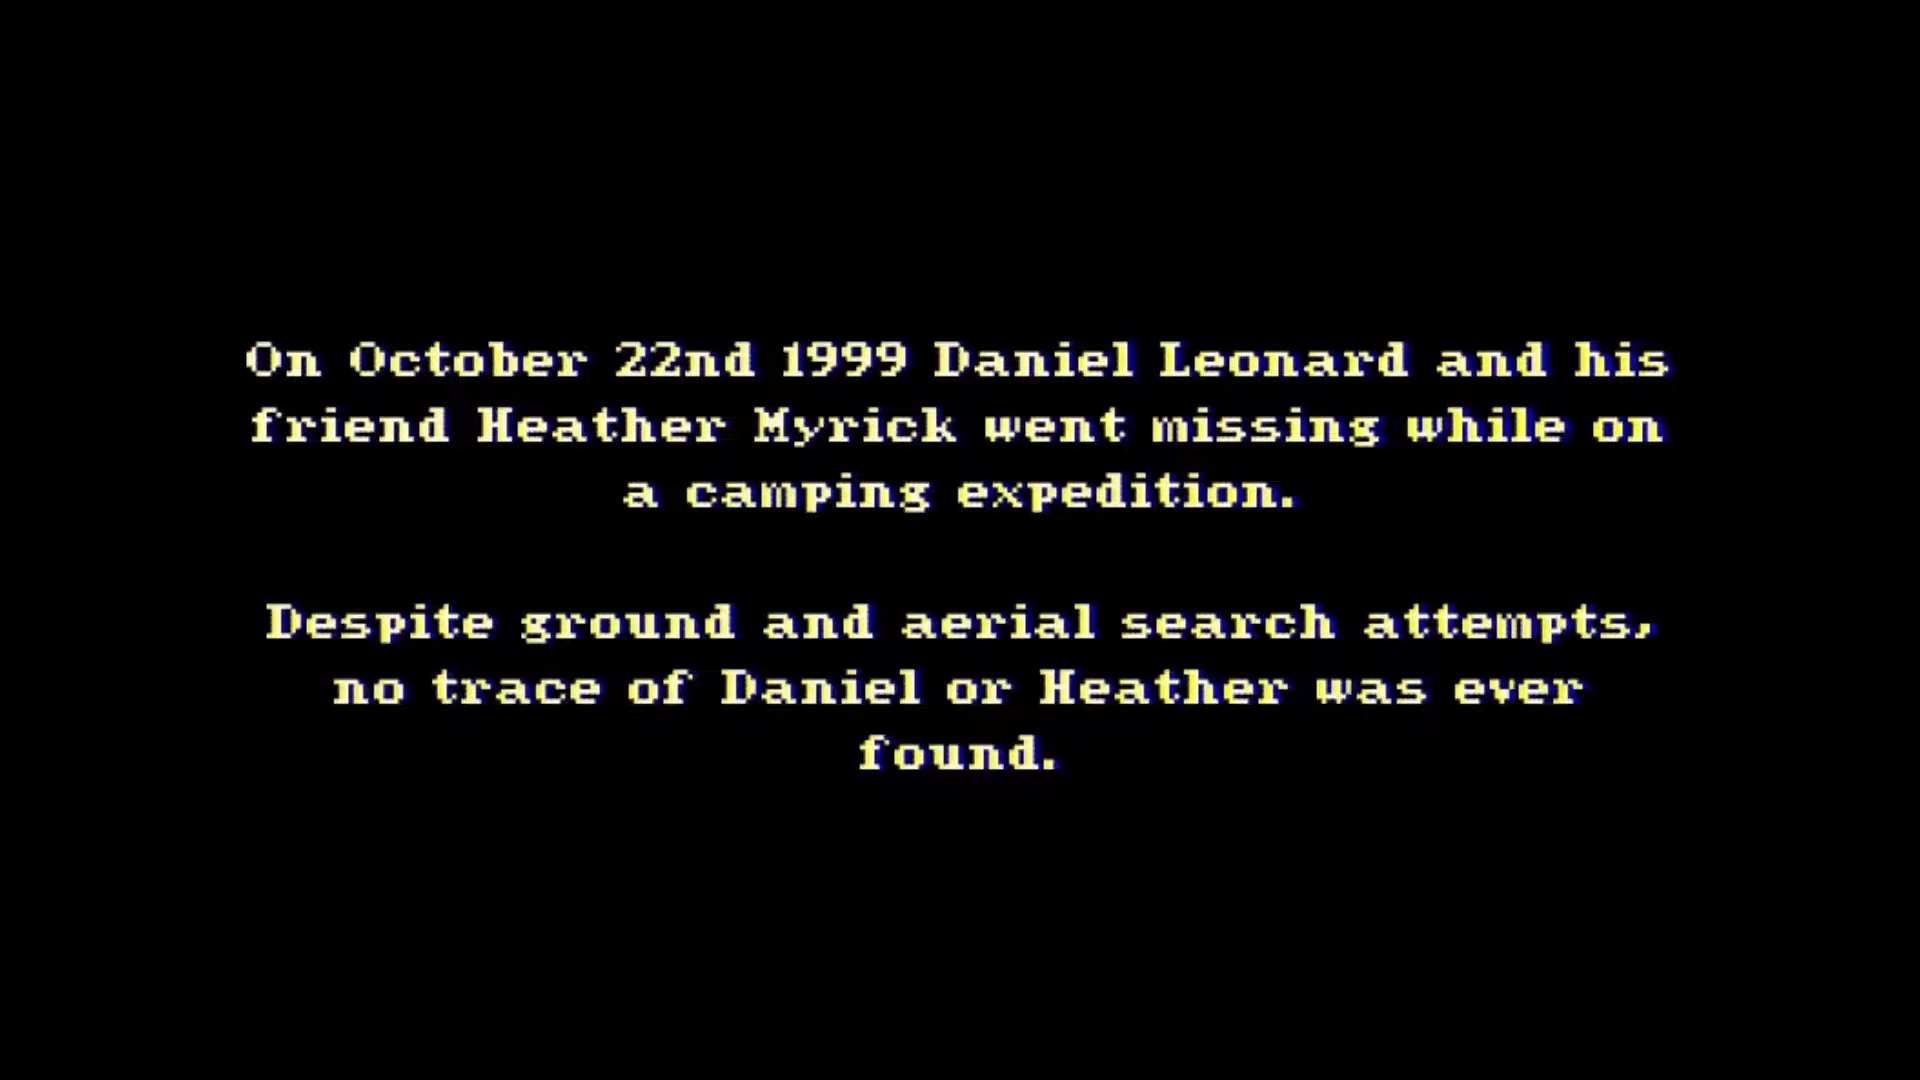 On October 22nd 1999 Daniel Leonard and his
friend Heather Myrick went missing while on
a camping expedition.
Despite ground and aerial search attempts,
no trace of Daniel or Heather was ever
found.